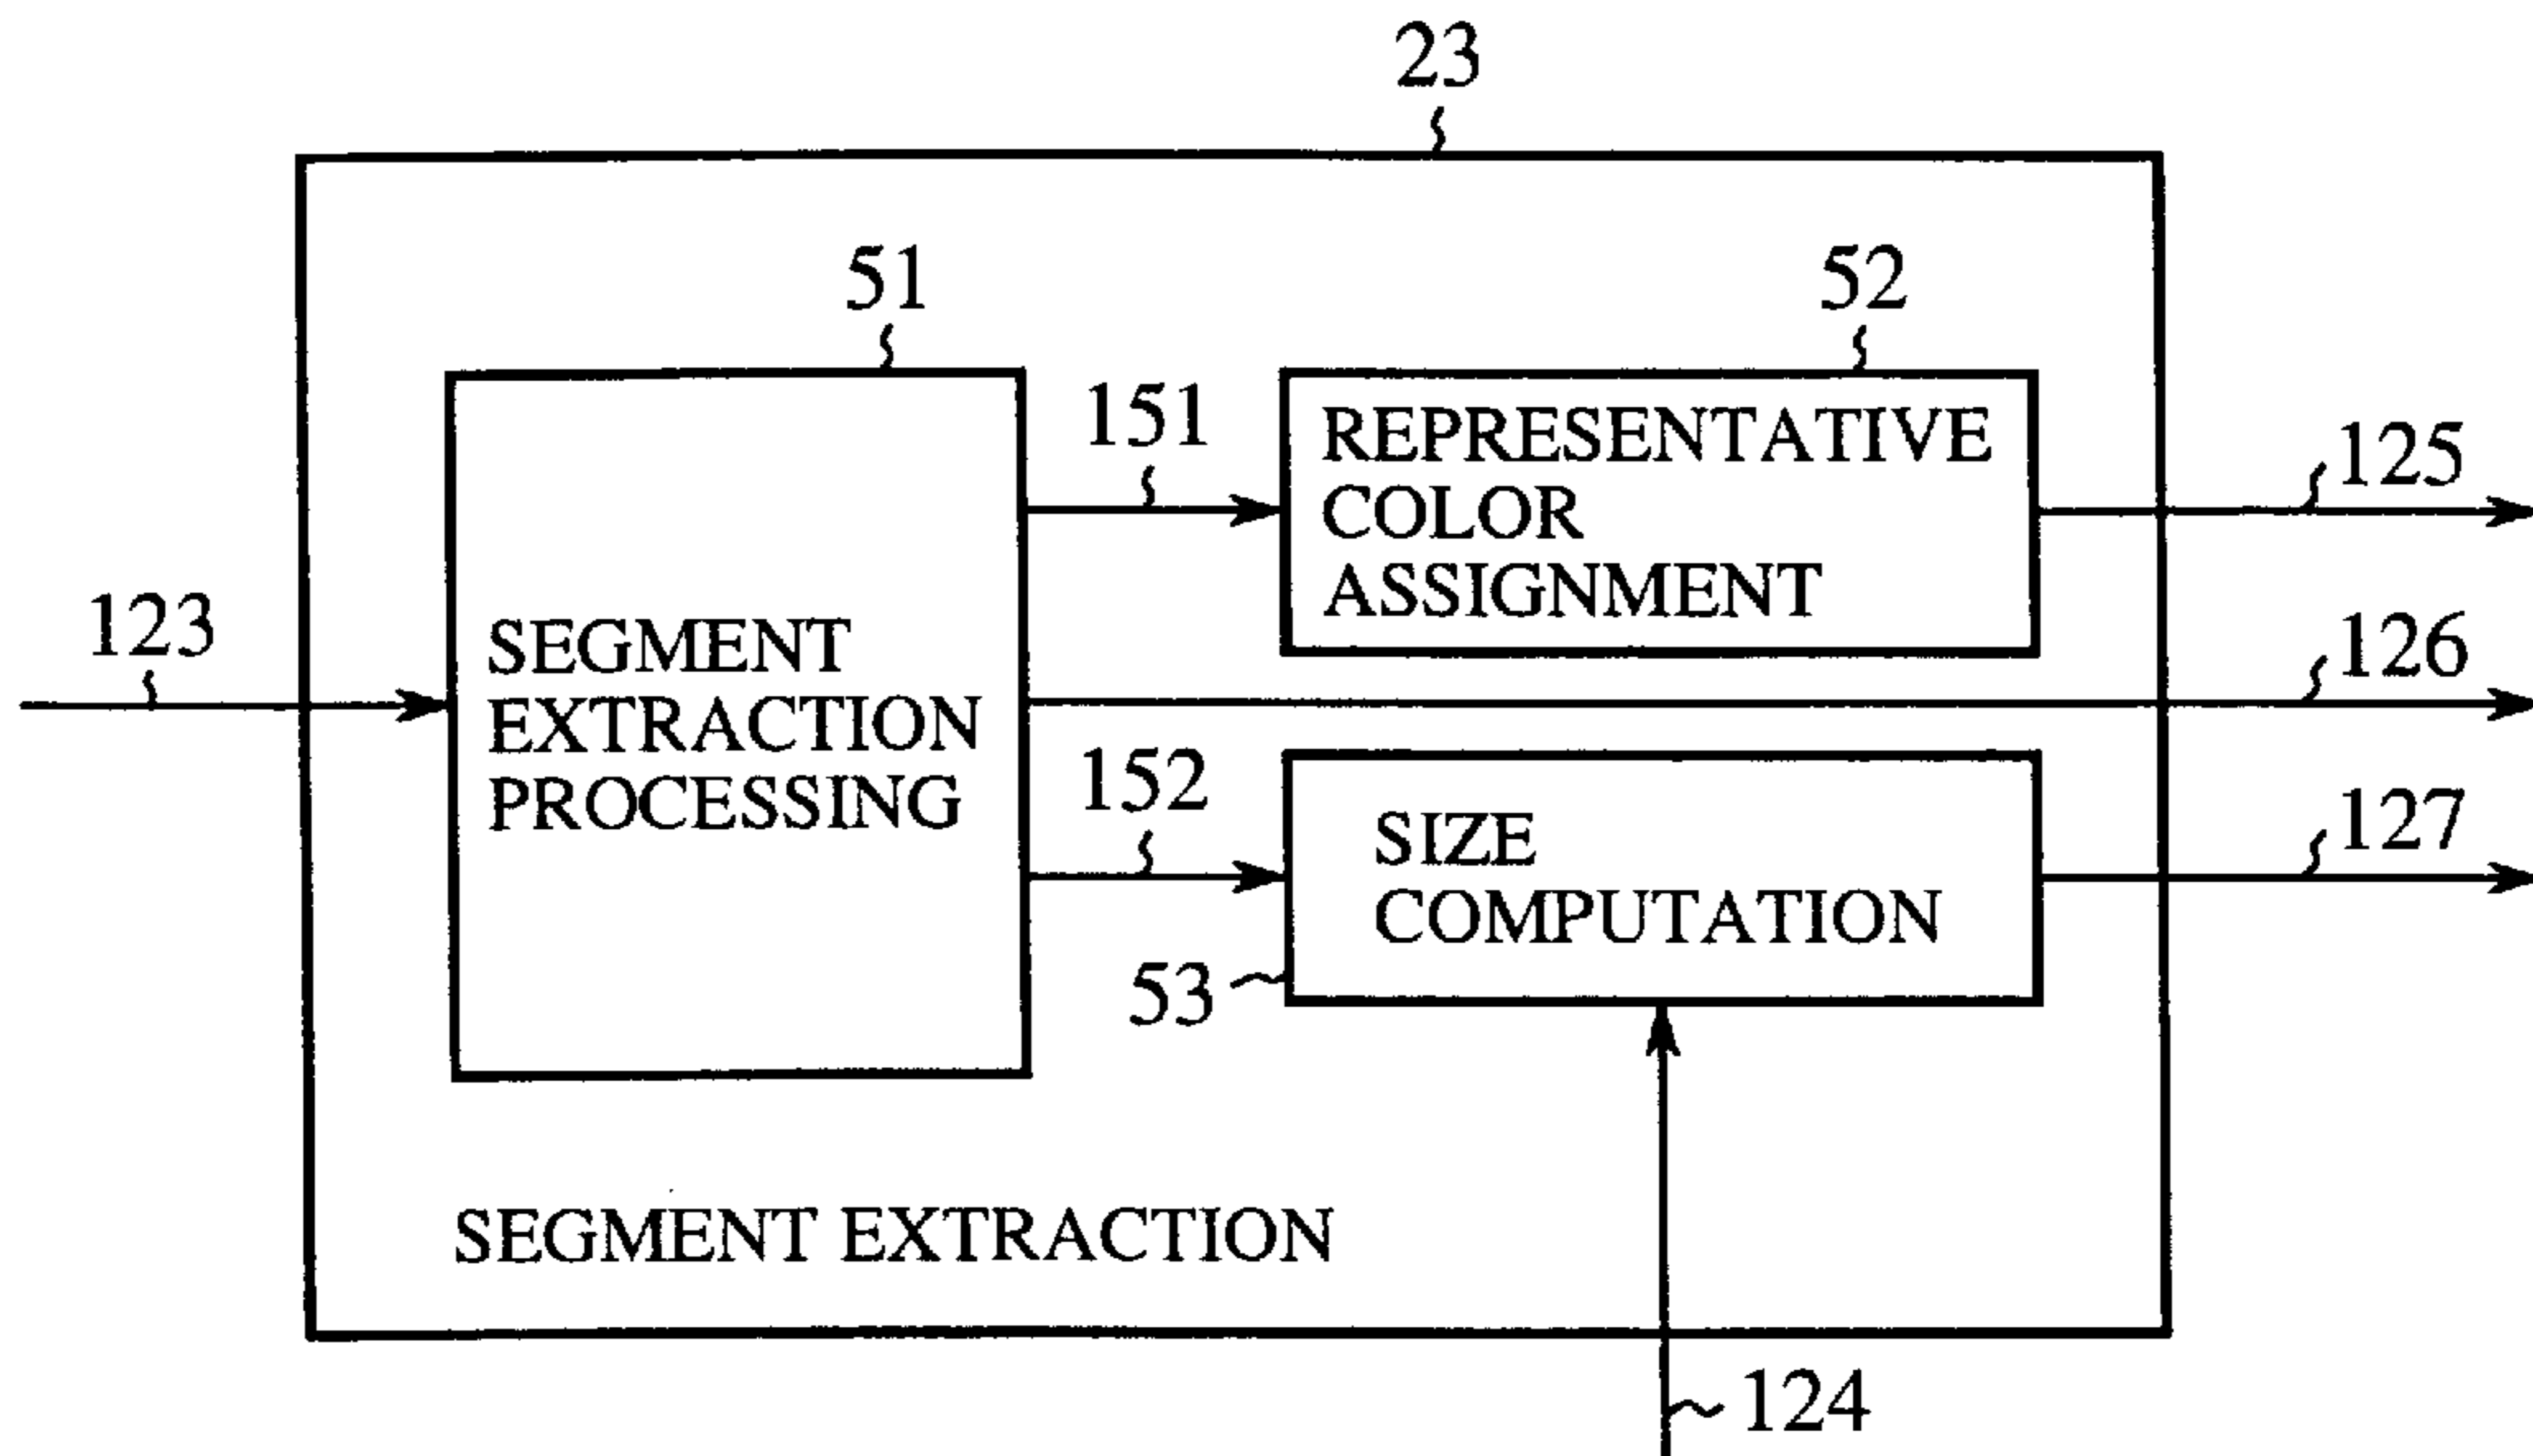 23
51
52
151
REPRESENTATIVE
COLOR
ASSIGNMENT
125
123
SEGMENT
EXTRACTION
PROCESSING
126
152
SIZE
COMPUTATION
127
53
SEGMENT EXTRACTION
124